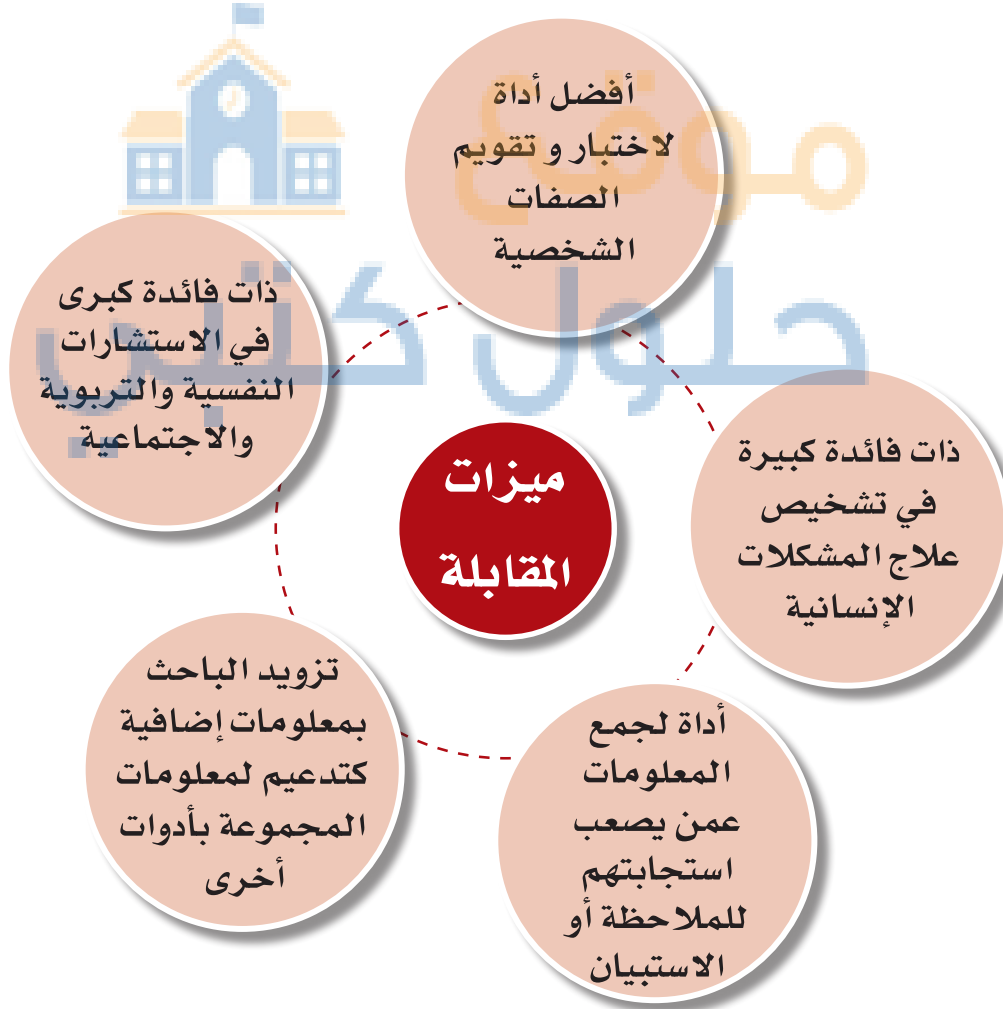 ميزات
المقابلة
أفضل أداة
لاختبار و تقويم
الصفات
الشخصية
ذات فائدة كبيرة
في تشخيص
علاج المشكلات
الإنسانية
أداة لجمع
المعلومات
عمن يصعب
استجابتهم
للملاحظة أو
الاستبيان
تزويد الباحث
بمعلومات إضافية
كتدعيم لمعلومات
المجموعة بأدوات
أخرى
ذات فائدة كبرى
في الاستشارات
النفسية والتربوية
والاجتماعية
موقع
حلول كتبي